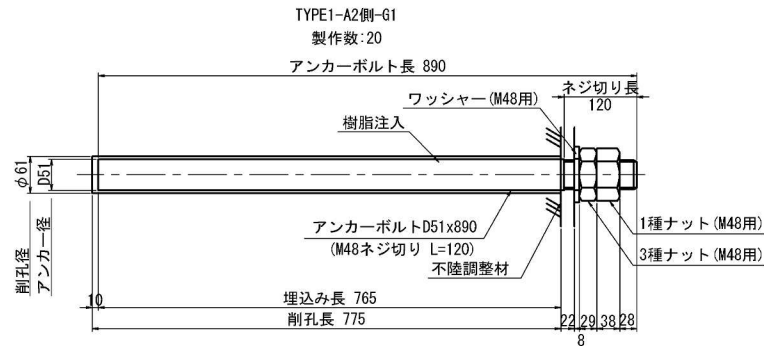 TYPE1-A2側-G1
製作数:20
アンカーボルト長 890
ネジ切り長
120
ワッシャー(M48用)
樹脂注入
φ61
D51
アンカーボルトD51x890
(M48ネジ切り L=120)
不陸調整材
1種ナット(M48用)
3種ナット(M48用)
削孔径
アンカー径
10
埋込み長 765
削孔長 775
22
29
38
28
8